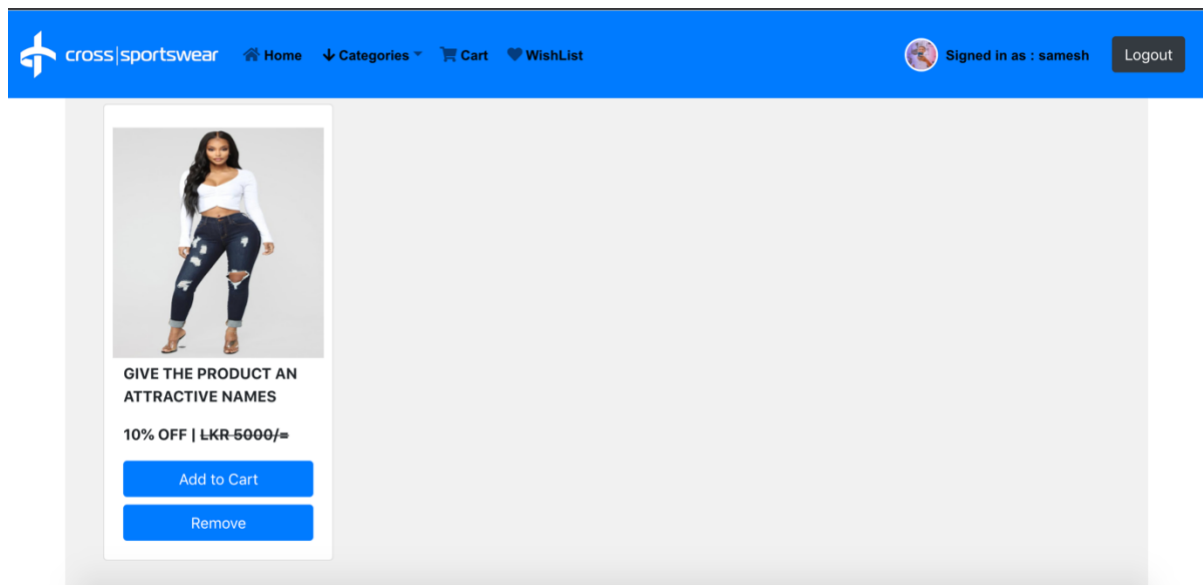 cross|sportswear Home Categories Cart WishList Signed in as : samesh Logout
GIVE THE PRODUCT AN
ATTRACTIVE NAMES
10% OFF | LKR 5000/=
Add to Cart
Remove